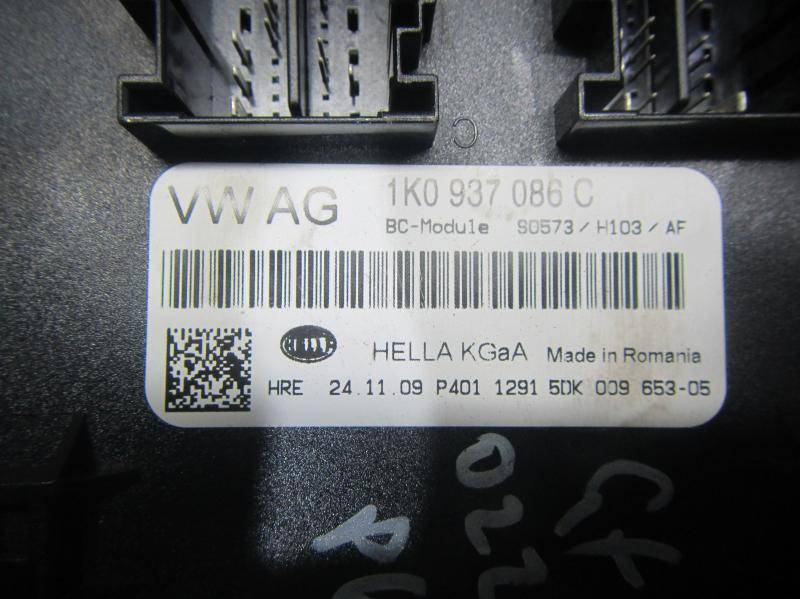 C
VW AG 1K0 937 086 C
BC-Module S0573 / H103 / AF
HELLA
HELLA KGaA Made in Romania
HRE 24.11.09 P401 1291 5DK 009 653-05